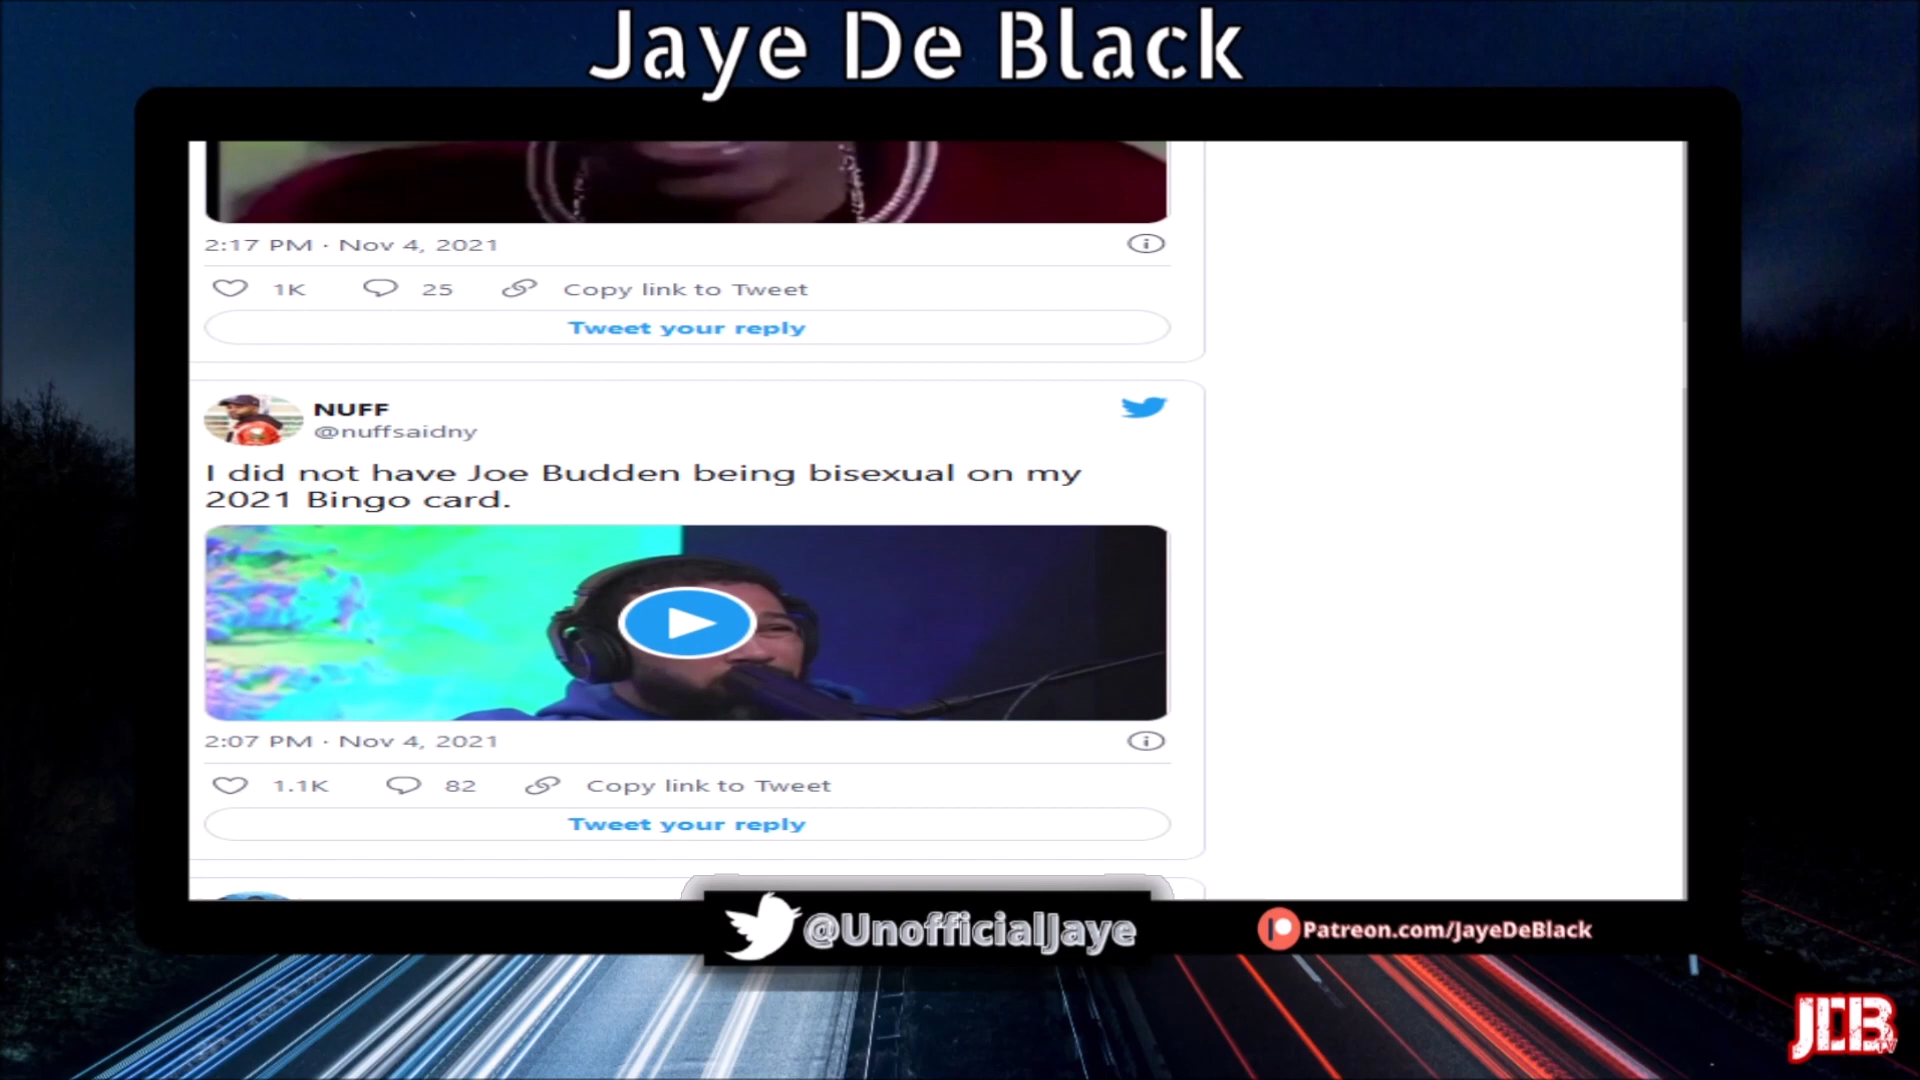 Jaye De Black
2:17 PM · Nov 4, 2021
1K 25 Copy link to Tweet
Tweet your reply
NUFF
@nuffsaidny
I did not have Joe Budden being bisexual on my
2021 Bingo card.
2:07 PM · Nov 4, 2021
1.1K 82 Copy link to Tweet
Tweet your reply
@UnofficialJaye
Patreon.com/JayeDeBlack
JDB
TV